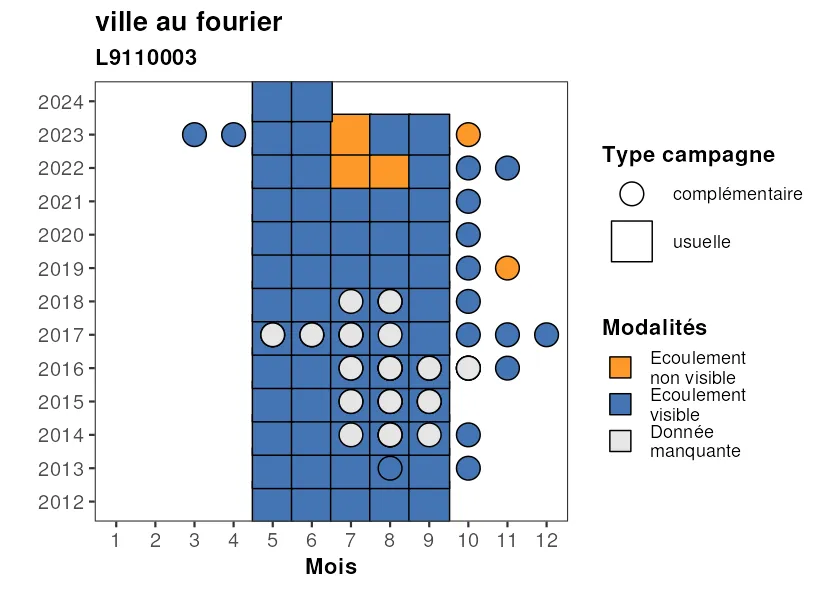 ville au fourier
L9110003
2024
2023
2022
2021
2020
2019
2018
2017
2016
2015
2014
2013
2012
1 2 3 4 5 6 7 8 9 10 11 12
Mois
Type campagne
complémentaire
usuelle
Modalités
Ecoulement
non visible
Ecoulement
visible
Donnée
manquante